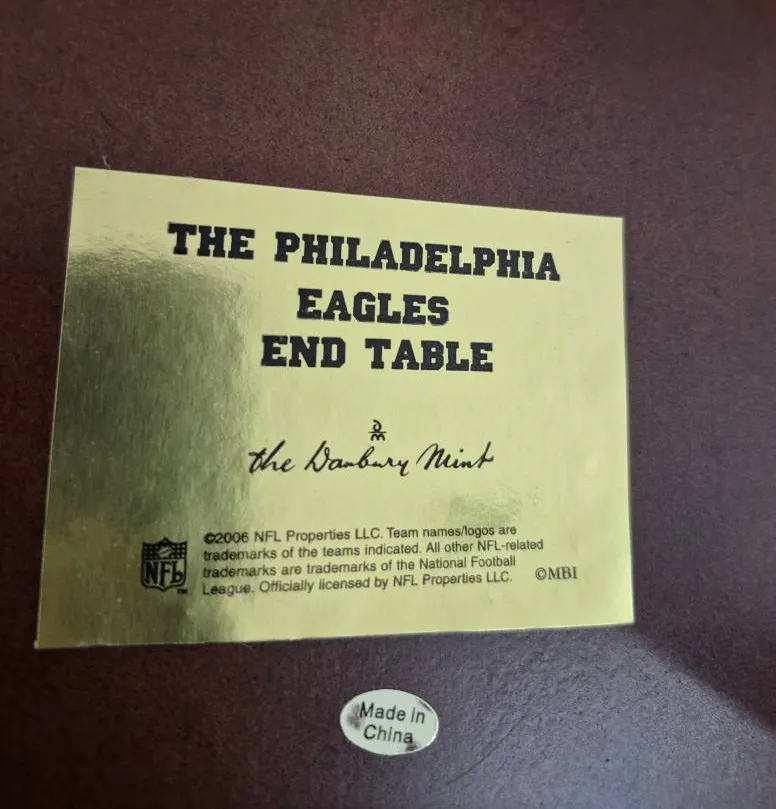 THE PHILADELPHIA
EAGLES
END TABLE
DM
the Danbury Mint
©2006 NFL Properties LLC. Team names/logos are
trademarks of the teams indicated. All other NFL-related
trademarks are trademarks of the National Football
League. Officially licensed by NFL Properties LLC.
©MBI
NFL
TM
Made in
China